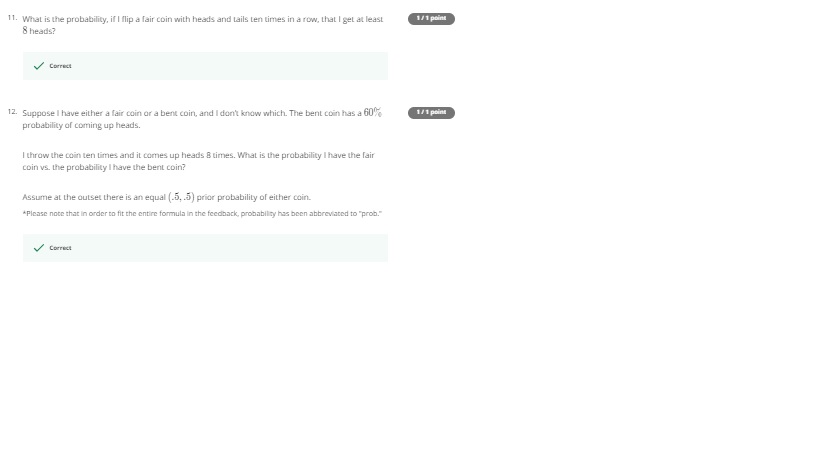 11. What is the probability, if I flip a fair coin with heads and tails ten times in a row, that I get at least
8 heads?
1 / 1 point
Correct
12. Suppose I have either a fair coin or a bent coin, and I don't know which. The bent coin has a 60%
probability of coming up heads.
1 / 1 point
I throw the coin ten times and it comes up heads 8 times. What is the probability I have the fair
coin vs. the probability I have the bent coin?
Assume at the outset there is an equal (.5, .5) prior probability of either coin.
*Please note that in order to fit the entire formula in the feedback, probability has been abbreviated to "prob."
Correct